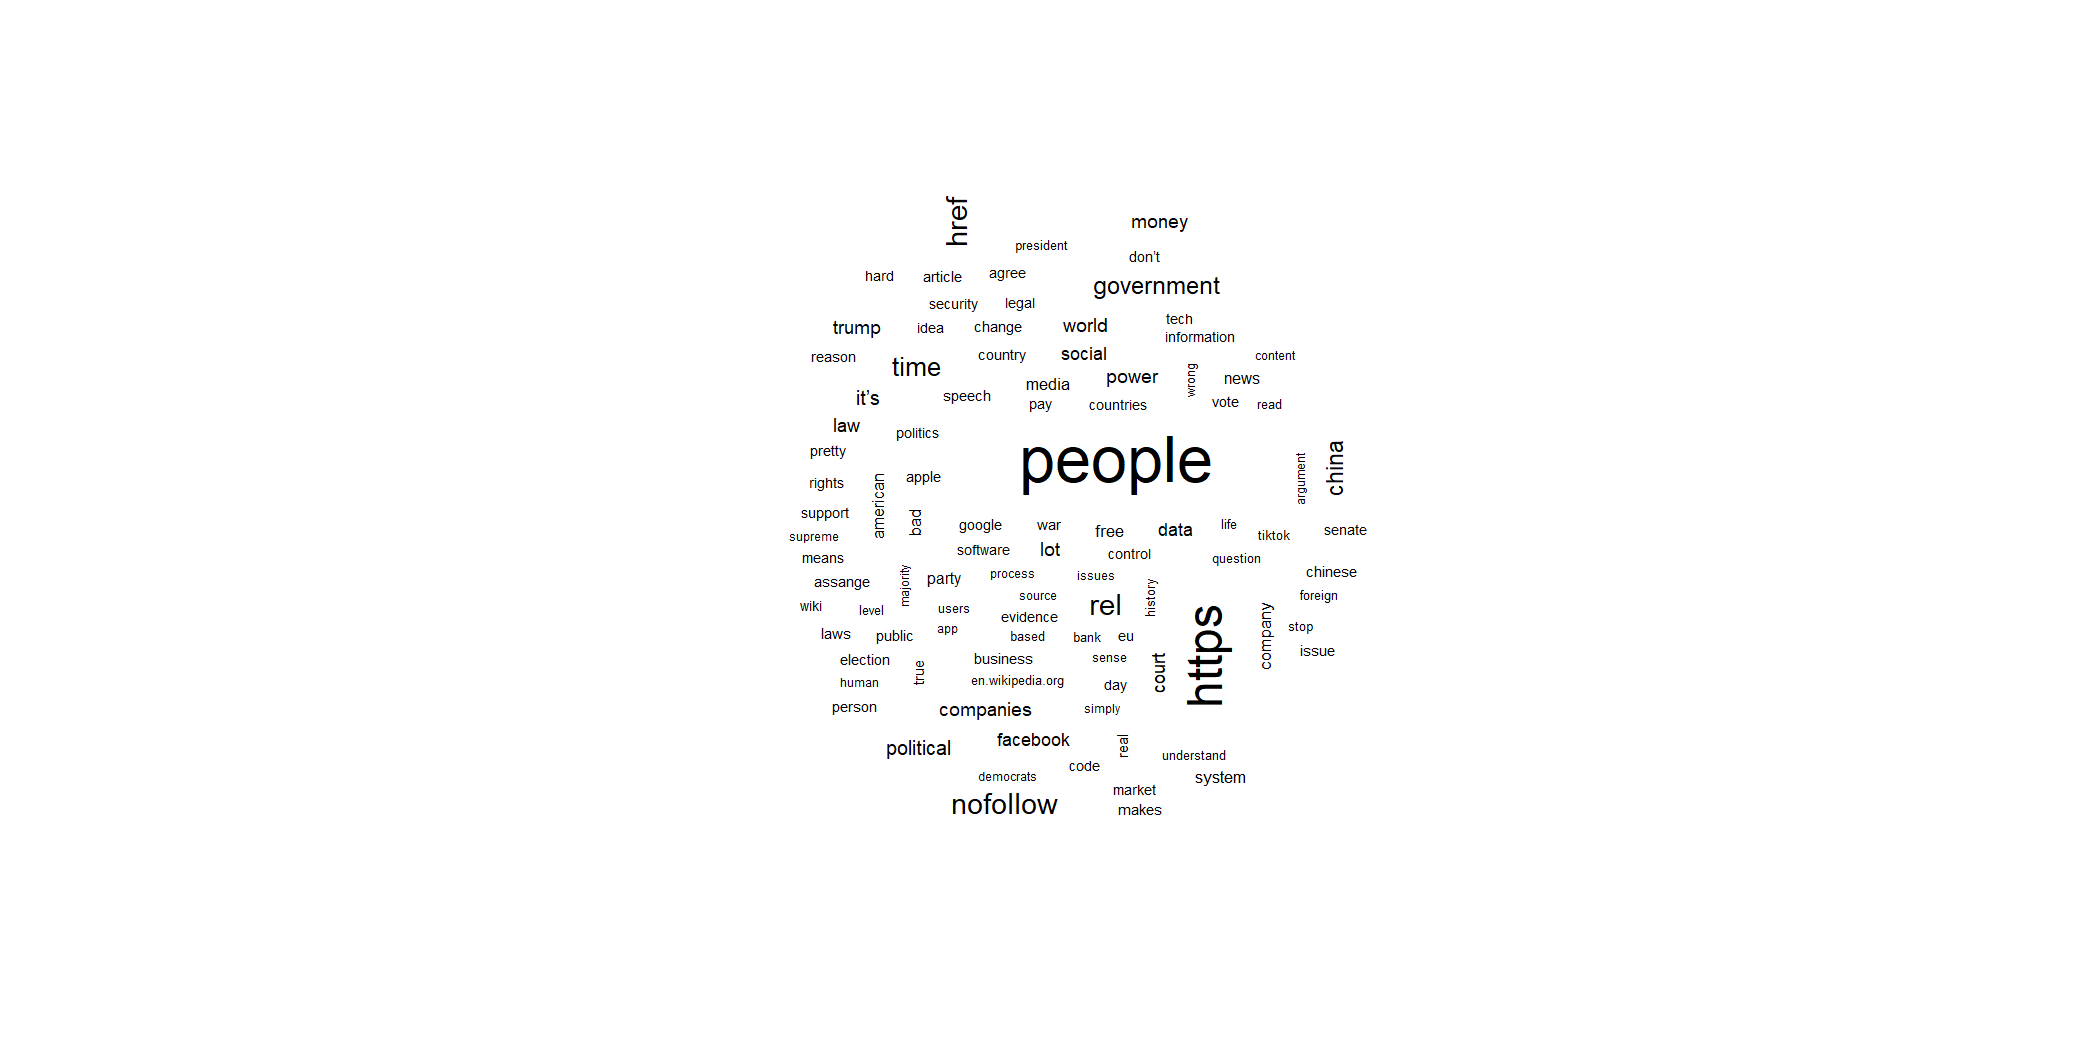 href
money
president
don’t
hard article agree
government
security legal
tech
trump idea change world
information
reason time country social
content
media power wrong news
it’s speech pay countries vote read
law
politics
pretty
people
china
argument
rights american apple
support bad
google war free data life
tiktok senate
supreme
software lot control
means question
assange majority party process issues chinese
history
wiki level users source rel foreign
evidence
https
company
laws public app based bank eu stop
issue
election true business sense court
human en.wikipedia.org day
person companies simply
political facebook real
understand
democrats code system
market
nofollow makes